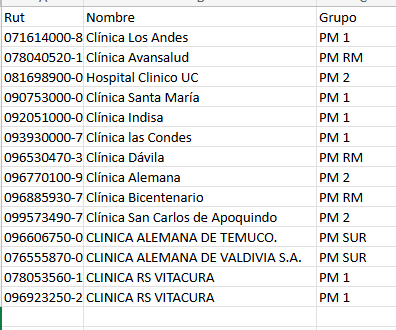 Rut Nombre Grupo
071614000-8 Clínica Los Andes PM 1
078040520-1 Clínica Avansalud PM RM
081698900-0 Hospital Clinico UC PM 2
090753000-0 Clínica Santa María PM 1
092051000-0 Clínica Indisa PM 1
093930000-7 Clínica las Condes PM 1
096530470-3 Clínica Dávila PM RM
096770100-9 Clínica Alemana PM 2
096885930-7 Clínica Bicentenario PM RM
099573490-7 Clínica San Carlos de Apoquindo PM 2
096606750-0 CLINICA ALEMANA DE TEMUCO. PM SUR
076555870-0 CLINICA ALEMANA DE VALDIVIA S.A. PM SUR
078053560-1 CLINICA RS VITACURA PM 1
096923250-2 CLINICA RS VITACURA PM 1